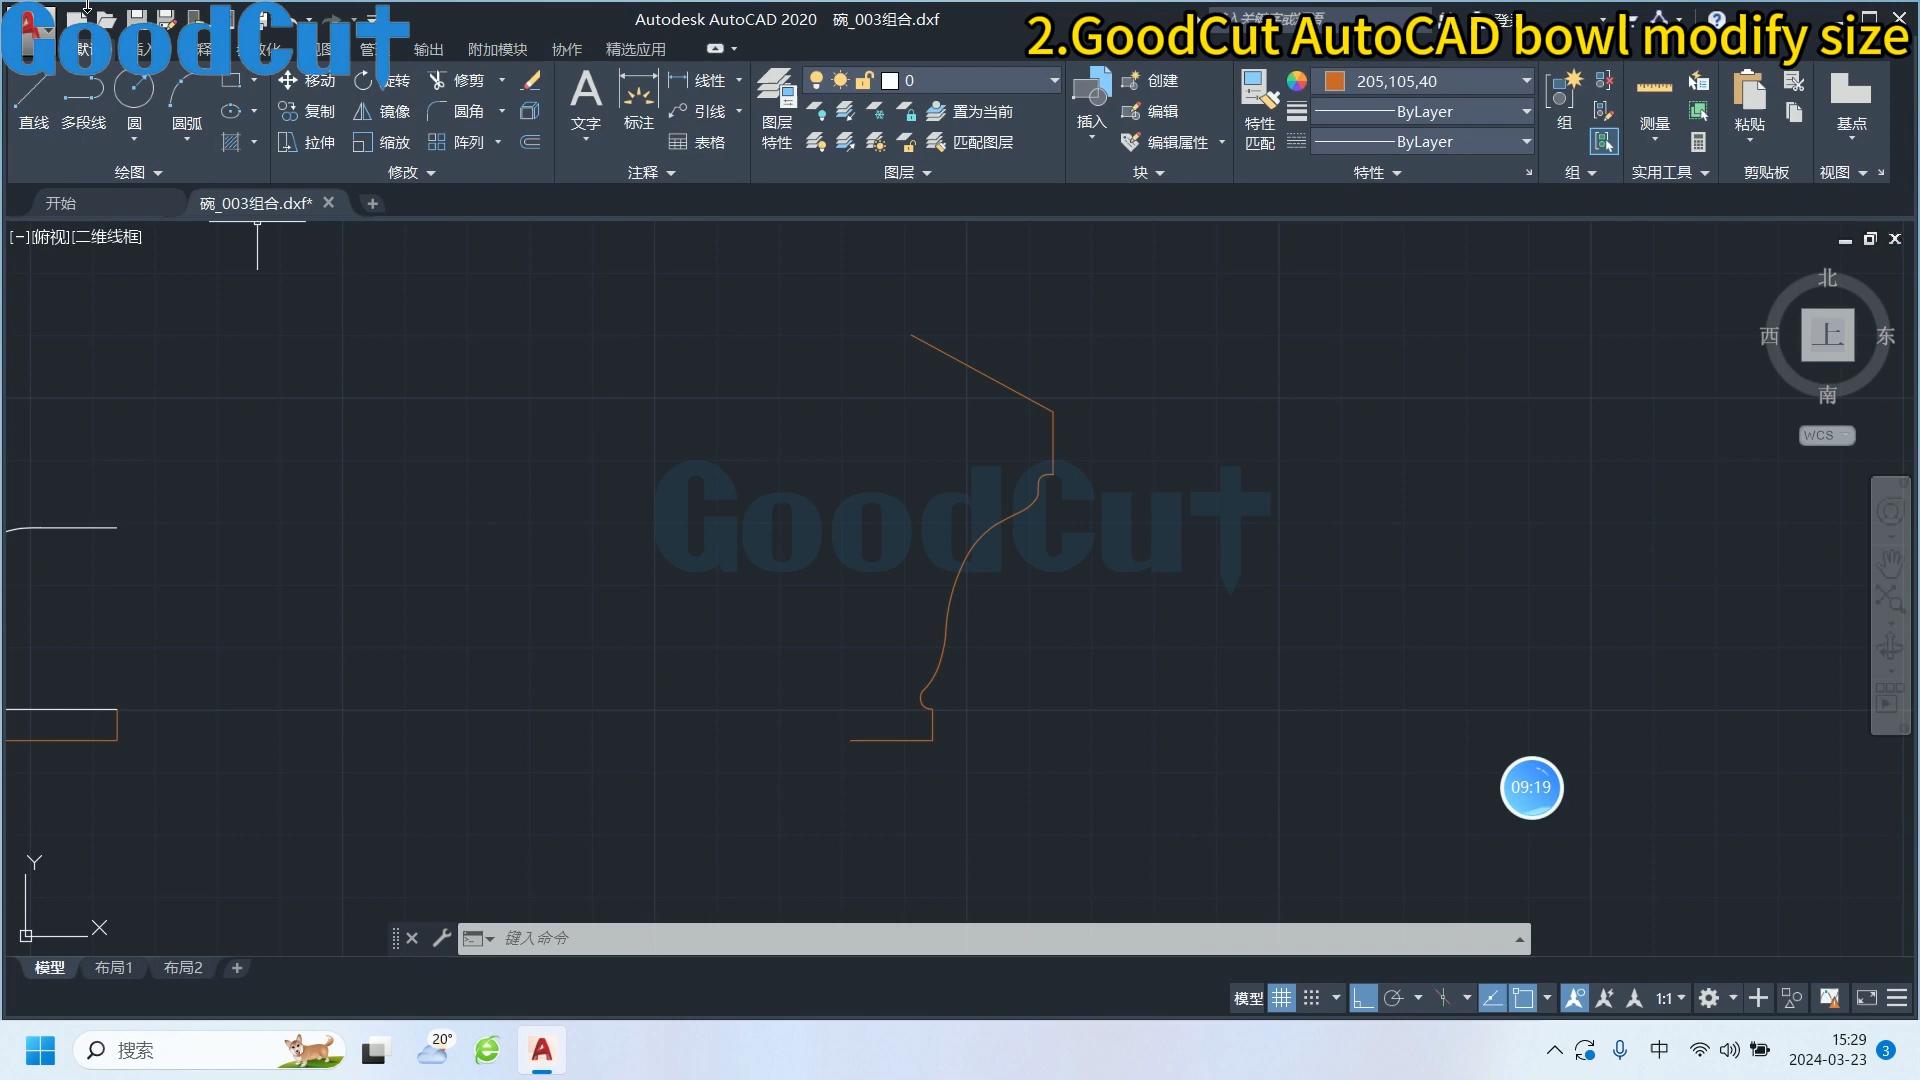 GoodCut
2.GoodCut AutoCAD bowl modify size
Autodesk AutoCAD 2020 碗_003组合.dxf
输出 附加模块 协作 精选应用
直线 多段线 圆 圆弧
移动 旋转 修剪
复制 镜像 圆角
拉伸 缩放 阵列
文字 标注
线性
引线
表格
图层
特性
0
置为当前
匹配图层
插入
创建
编辑
编辑属性
特性
匹配
205,105,40
ByLayer
ByLayer
组
测量
粘贴
基点
绘图 修改 注释 图层 块 特性 组 实用工具 剪贴板 视图
开始 碗_003组合.dxf*
[−][俯视][二维线框]
北
西 上 东
南
WCS
GoodCut
09:19
Y
X
键入命令
模型 布局1 布局2
模型 1:1
搜索
20°
中
15:29
2024-03-23
3